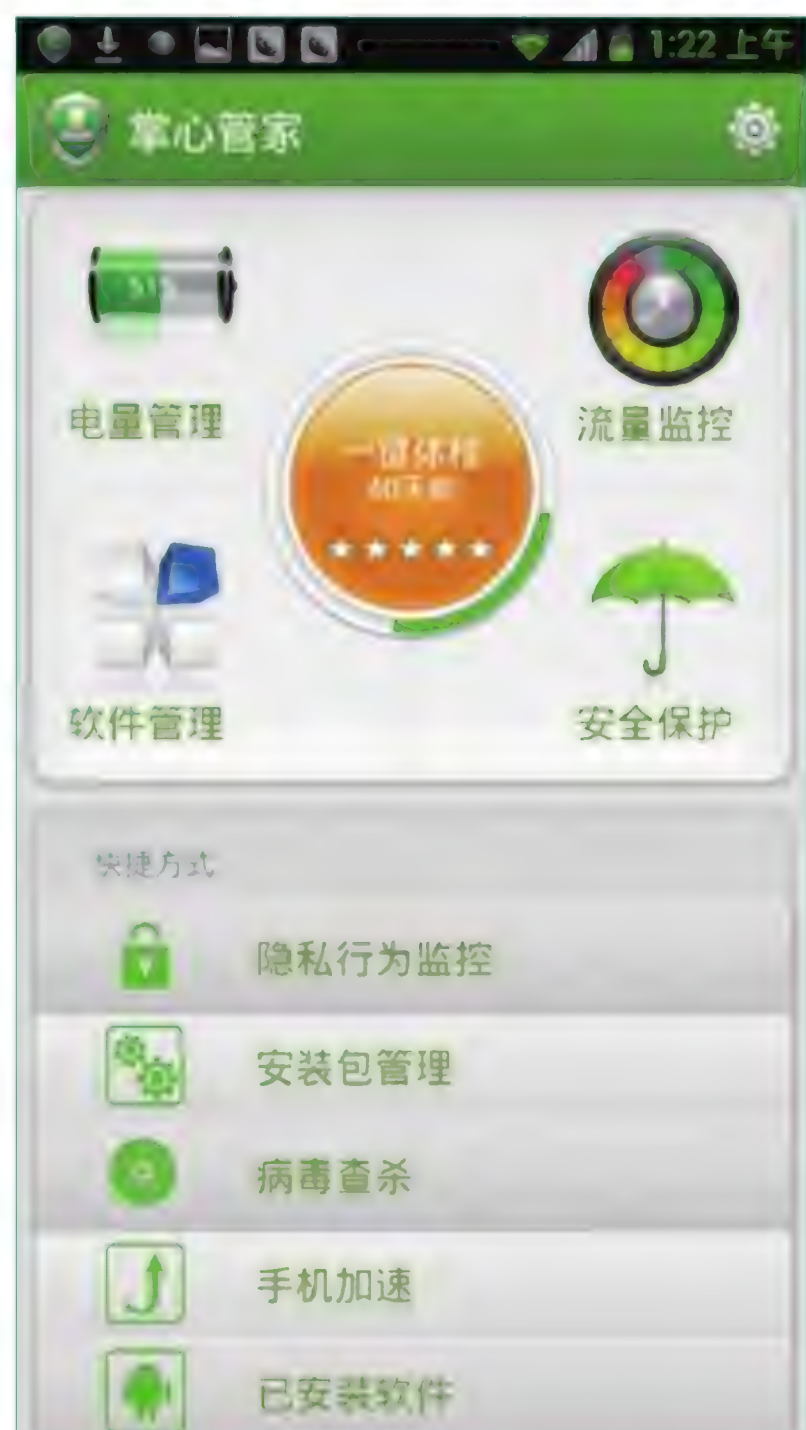 1:22 上午
掌心管家
电量管理
流量监控
一键体检
软件管理
安全保护
快捷方式
隐私行为监控
安装包管理
病毒查杀
手机加速
已安装软件